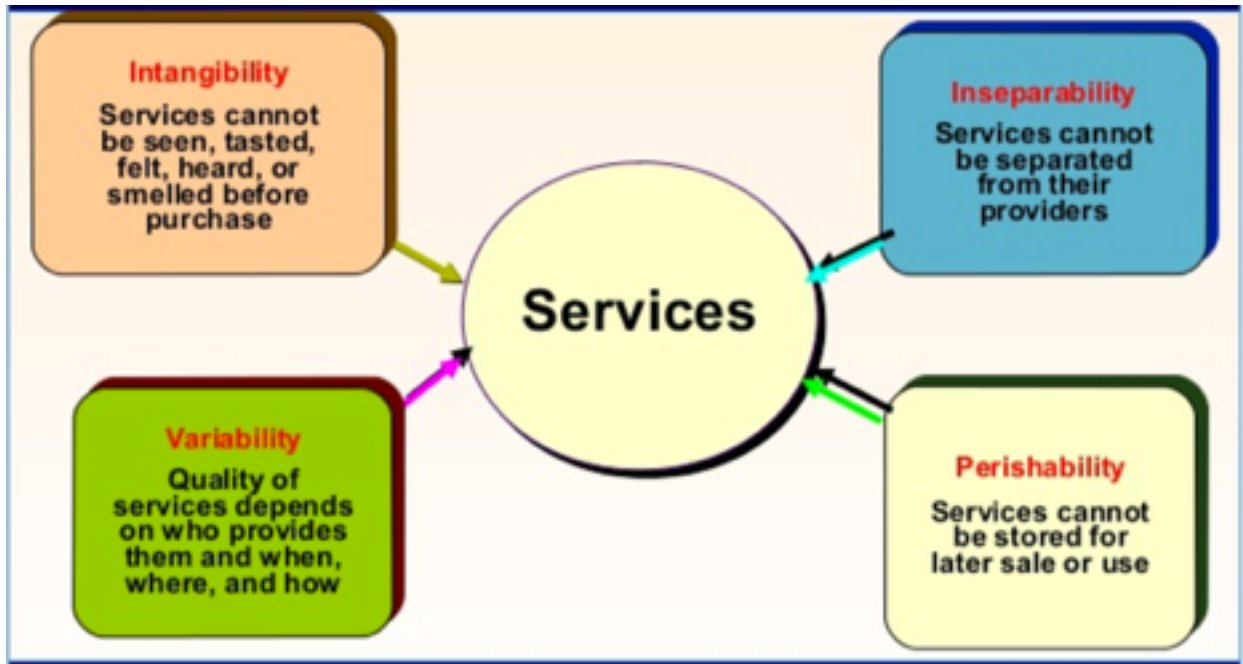 Intangibility
Services cannot
be seen, tasted,
felt, heard, or
smelled before
purchase
Inseparability
Services cannot
be separated
from their
providers
Services
Variability
Quality of
services depends
on who provides
them and when,
where, and how
Perishability
Services cannot
be stored for
later sale or use